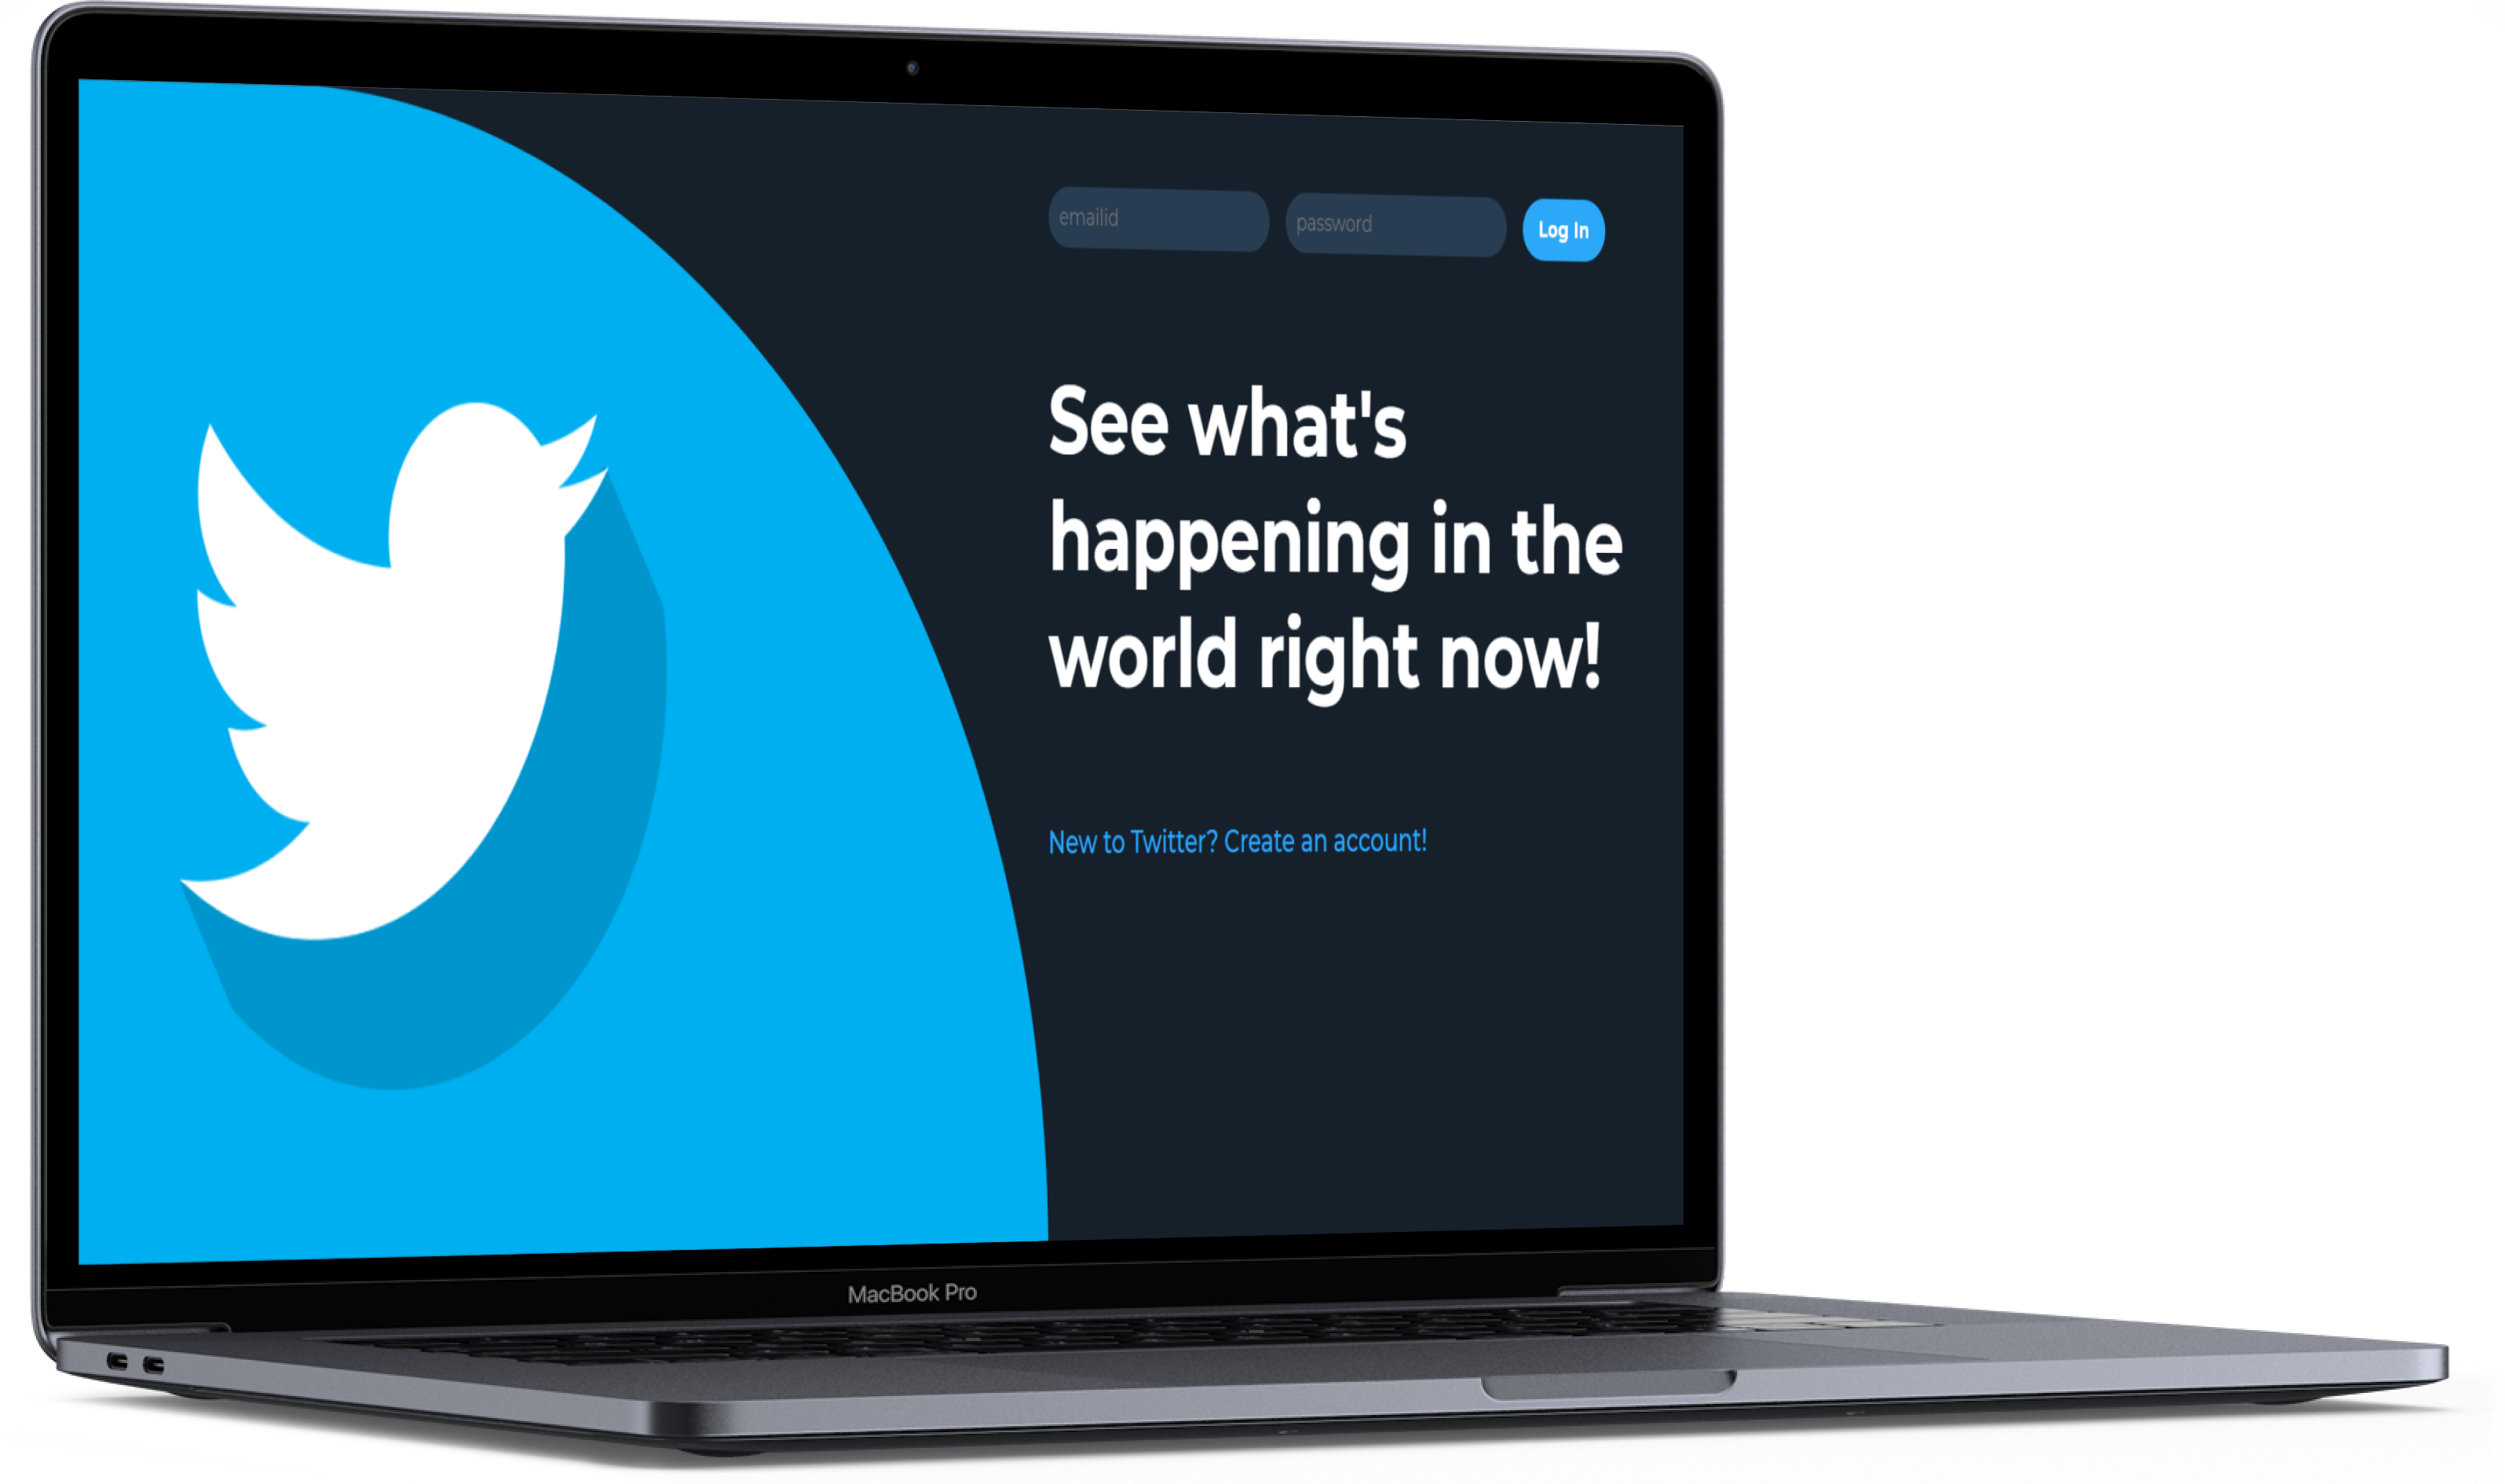 emailid
password
Log In
See what's
happening in the
world right now!
New to Twitter? Create an account!
MacBook Pro